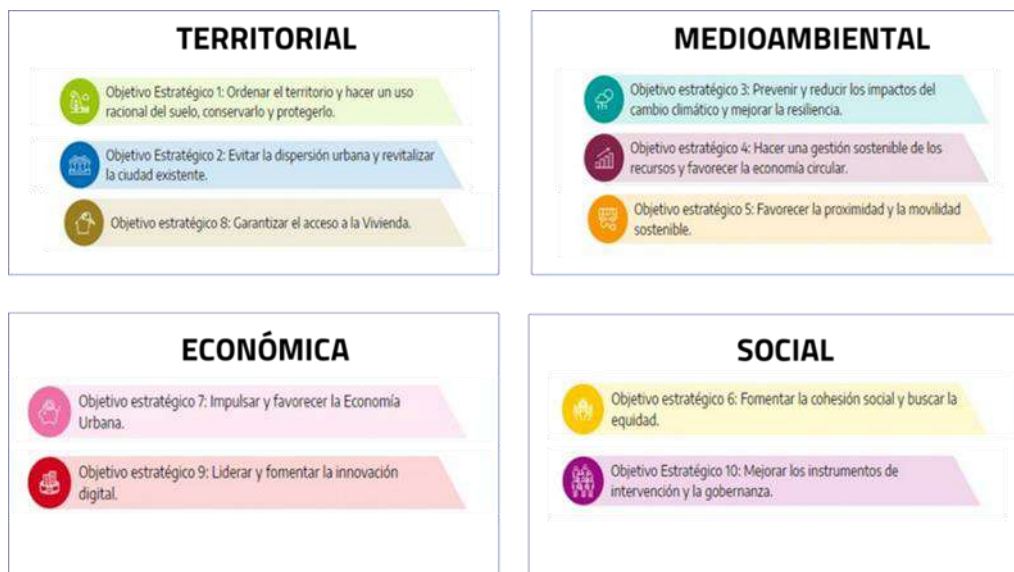 TERRITORIAL
Objetivo Estratégico 1: Ordenar el territorio y hacer un uso
racional del suelo, conservarlo y protegerlo.
Objetivo Estratégico 2: Evitar la dispersión urbana y revitalizar
la ciudad existente.
Objetivo estratégico 8: Garantizar el acceso a la Vivienda.
MEDIOAMBIENTAL
Objetivo estratégico 3: Prevenir y reducir los impactos del
cambio climático y mejorar la resiliencia.
Objetivo estratégico 4: Hacer una gestión sostenible de los
recursos y favorecer la economía circular.
Objetivo estratégico 5: Favorecer la proximidad y la movilidad
sostenible.
ECONÓMICA
Objetivo estratégico 7: Impulsar y favorecer la Economía
Urbana.
Objetivo estratégico 9: Liderar y fomentar la innovación
digital.
SOCIAL
Objetivo estratégico 6: Fomentar la cohesión social y buscar la
equidad.
Objetivo Estratégico 10: Mejorar los instrumentos de
intervención y la gobernanza.